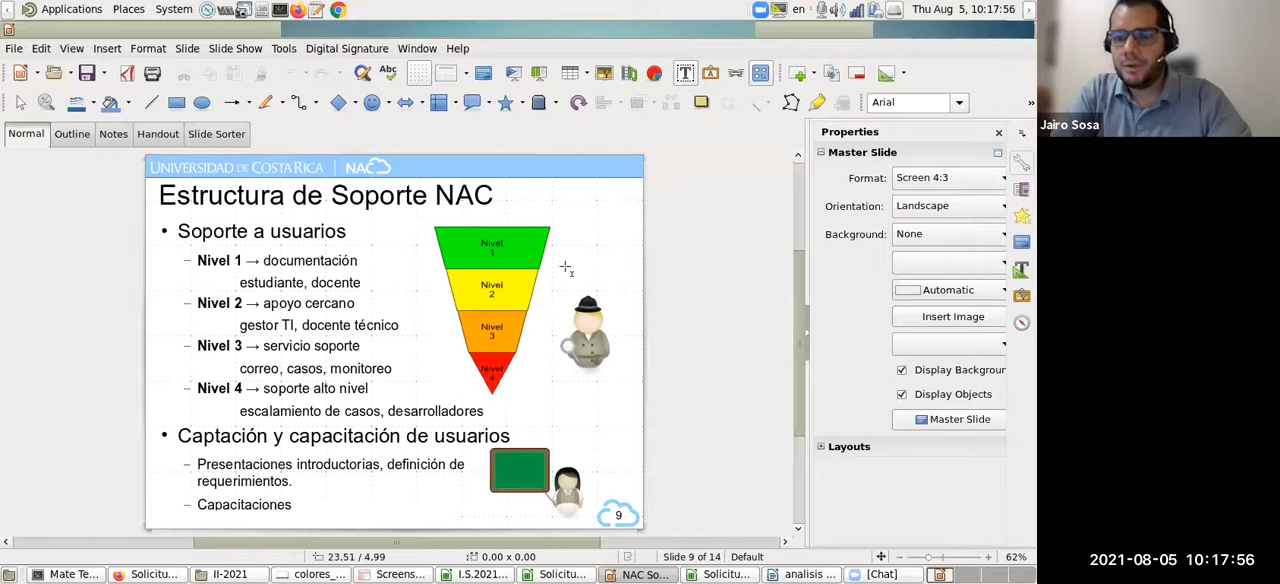 Applications Places System en Thu Aug 5, 10:17:56
File Edit View Insert Format Slide Slide Show Tools Digital Signature Window Help
Abc
Arial
Normal Outline Notes Handout Slide Sorter
UNIVERSIDAD DE COSTA RICA NAC
Estructura de Soporte NAC
• Soporte a usuarios
– Nivel 1 → documentación
estudiante, docente
– Nivel 2 → apoyo cercano
gestor TI, docente técnico
– Nivel 3 → servicio soporte
correo, casos, monitoreo
– Nivel 4 → soporte alto nivel
escalamiento de casos, desarrolladores
• Captación y capacitación de usuarios
– Presentaciones introductorias, definición de
requerimientos.
– Capacitaciones
Nivel
1
Nivel
2
Nivel
3
Nivel
4
9
Properties
Master Slide
Format: Screen 4:3
Orientation: Landscape
Background: None
Automatic
Insert Image
Display Backgroun
Display Objects
Master Slide
Layouts
Jairo Sosa
23,51 / 4,99 0,00 x 0,00 Slide 9 of 14 Default 62%
Mate Te... Solicitu... II-2021 colores_... Screens... I.S.2021... Solicitu... NAC So... Solicitu... analisis ... [Chat]
2021-08-05 10:17:56